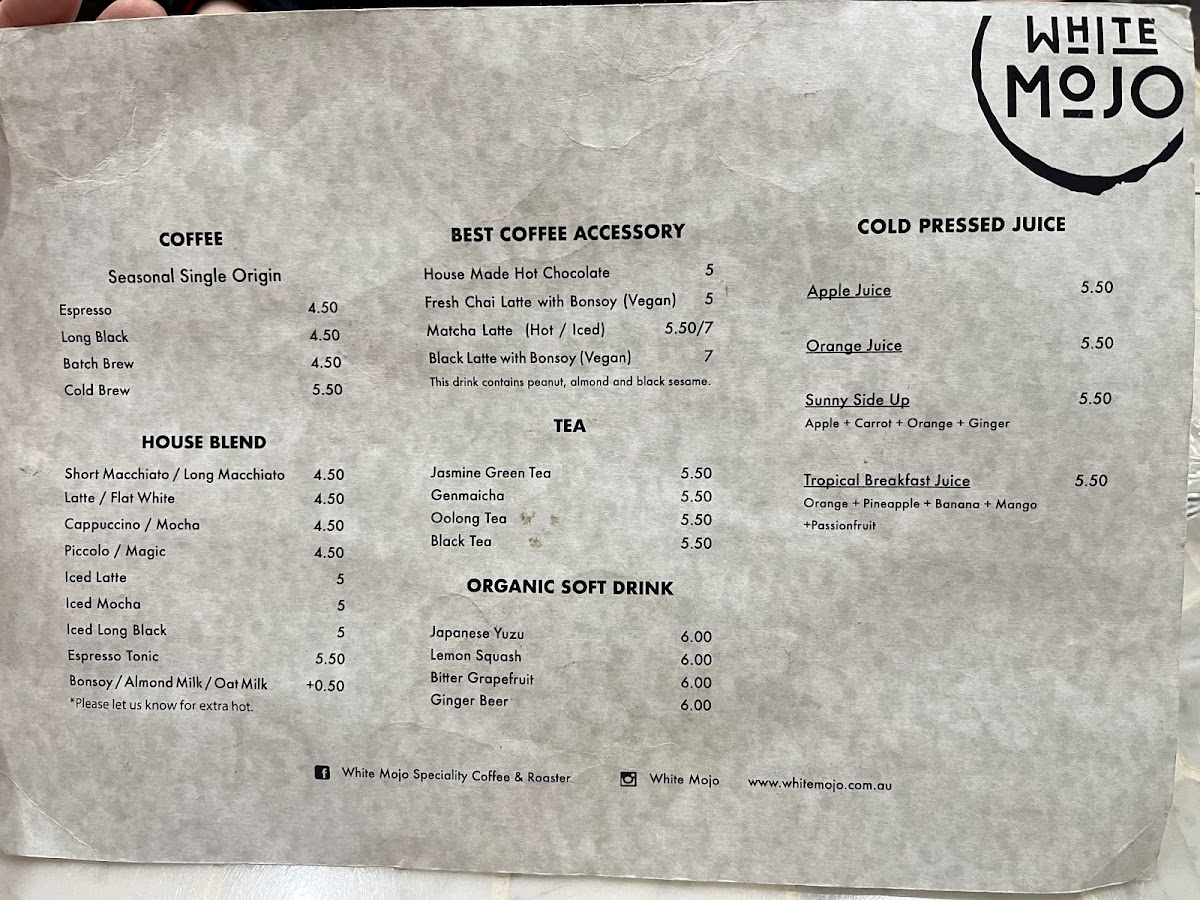 WHITE
MOJO
COFFEE
Seasonal Single Origin
Espresso 4.50
Long Black 4.50
Batch Brew 4.50
Cold Brew 5.50
HOUSE BLEND
Short Macchiato / Long Macchiato 4.50
Latte / Flat White 4.50
Cappuccino / Mocha 4.50
Piccolo / Magic 4.50
Iced Latte 5
Iced Mocha 5
Iced Long Black 5
Espresso Tonic 5.50
Bonsoy / Almond Milk / Oat Milk +0.50
*Please let us know for extra hot.
BEST COFFEE ACCESSORY
House Made Hot Chocolate 5
Fresh Chai Latte with Bonsoy (Vegan) 5
Matcha Latte (Hot / Iced) 5.50/7
Black Latte with Bonsoy (Vegan) 7
This drink contains peanut, almond and black sesame.
TEA
Jasmine Green Tea 5.50
Genmaicha 5.50
Oolong Tea 5.50
Black Tea 5.50
ORGANIC SOFT DRINK
Japanese Yuzu 6.00
Lemon Squash 6.00
Bitter Grapefruit 6.00
Ginger Beer 6.00
COLD PRESSED JUICE
Apple Juice 5.50
Orange Juice 5.50
Sunny Side Up 5.50
Apple + Carrot + Orange + Ginger
Tropical Breakfast Juice 5.50
Orange + Pineapple + Banana + Mango
+Passionfruit
White Mojo Speciality Coffee & Roaster White Mojo www.whitemojo.com.au